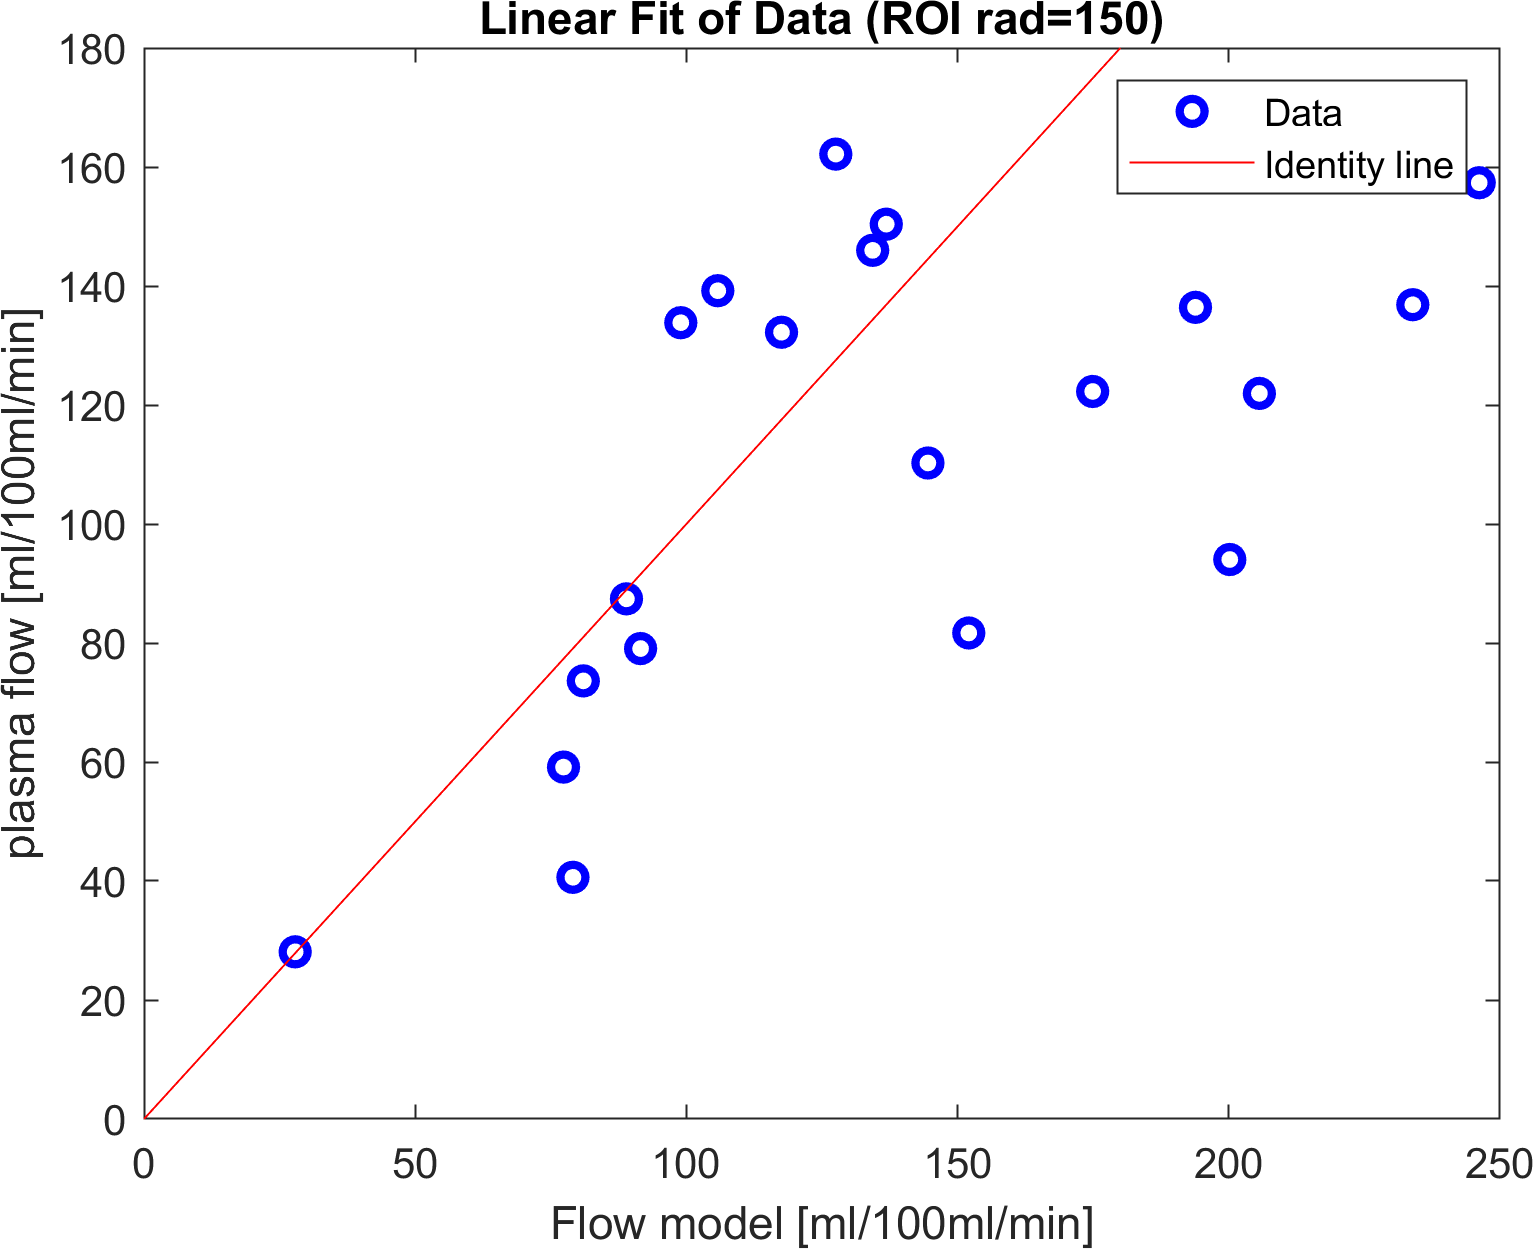 Linear Fit of Data (ROI rad=150)
180
160
140
120
100
80
60
40
20
0
plasma flow [ml/100ml/min]
Data
Identity line
0 50 100 150 200 250
Flow model [ml/100ml/min]